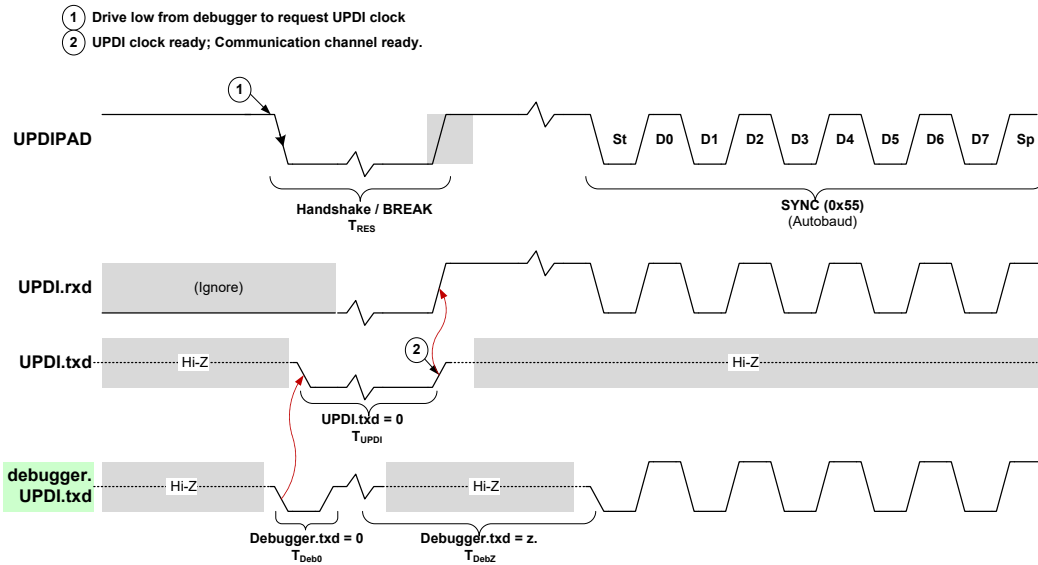 1 Drive low from debugger to request UPDI clock
2 UPDI clock ready; Communication channel ready.
1
UPDIPAD
St D0 D1 D2 D3 D4 D5 D6 D7 Sp
Handshake / BREAK
TRES
SYNC (0x55)
(Autobaud)
UPDI.rxd
(Ignore)
UPDI.txd
Hi-Z
2
Hi-Z
UPDI.txd = 0
TUPDI
debugger.
UPDI.txd
Hi-Z
Hi-Z
Debugger.txd = 0
TDeb0
Debugger.txd = z.
TDebZ